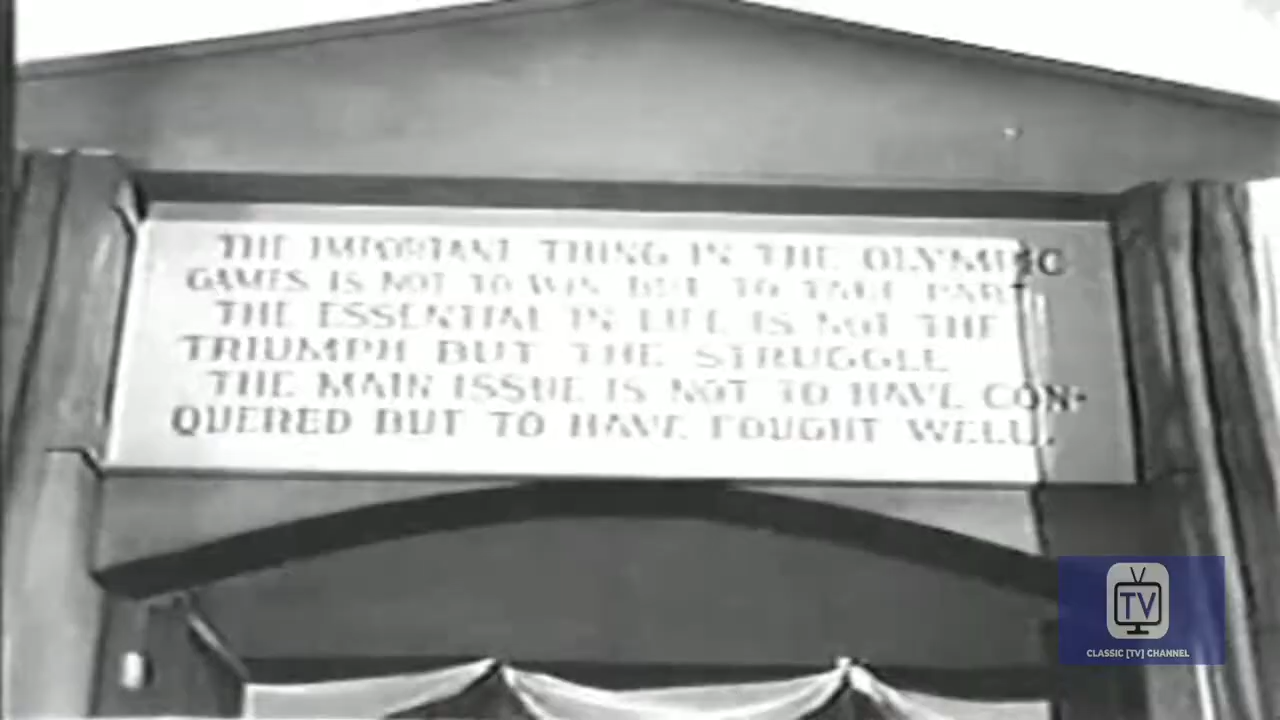 THE IMPORTANT THING IN THE OLYMPIC
GAMES IS NOT TO WIN BUT TO TAKE PART
THE ESSENTIAL IN LIFE IS NOT THE
TRIUMPH BUT THE STRUGGLE
THE MAIN ISSUE IS NOT TO HAVE CON-
QUERED BUT TO HAVE FOUGHT WELL.
TV
CLASSIC [TV] CHANNEL